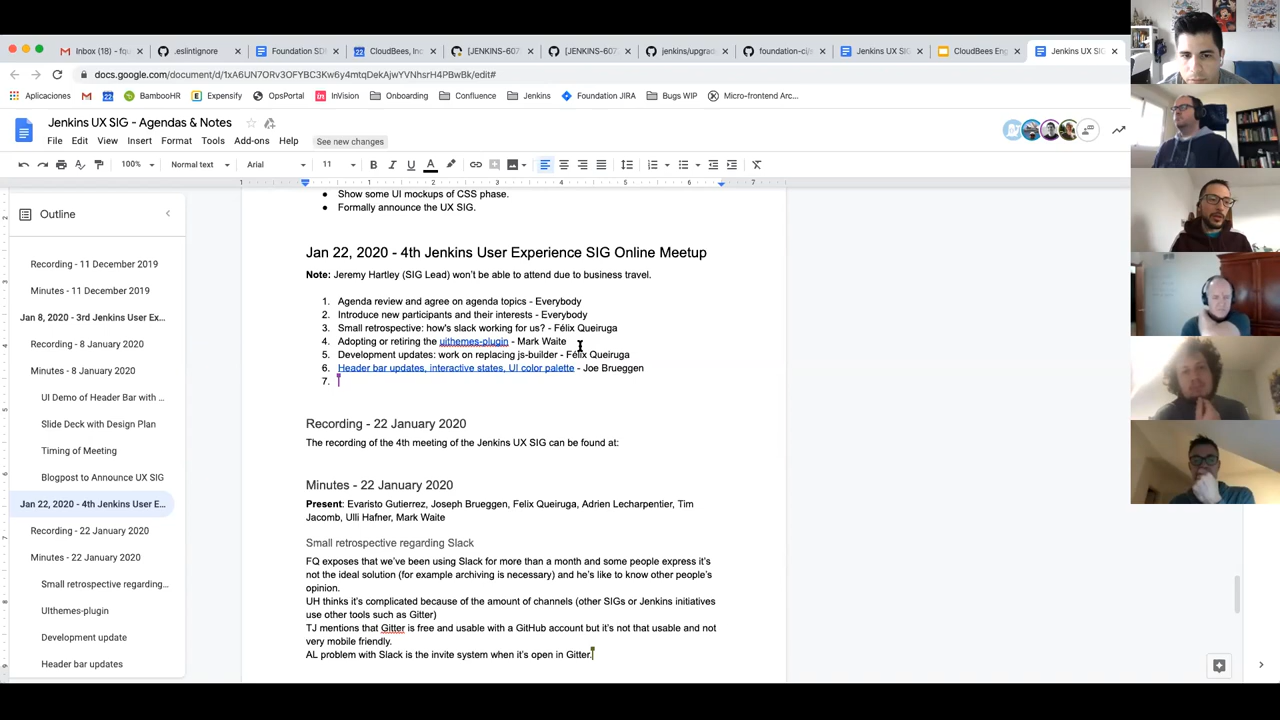 Inbox (18) - fqu
.eslintignore
Foundation SDE
CloudBees, Inc
[JENKINS-607
[JENKINS-607
jenkins/upgrad
foundation-ci/e
Jenkins UX SIG
CloudBees Eng
Jenkins UX SIG
docs.google.com/document/d/1xA6UN7ORv3OFYBC3Kw6y4mtqDekAjwYVNhsrH4PBwBk/edit#
Aplicaciones
BambooHR
Expensify
OpsPortal
InVision
Onboarding
Confluence
Jenkins
Foundation JIRA
Bugs WIP
Micro-frontend Arc...
Jenkins UX SIG - Agendas & Notes
File Edit View Insert Format Tools Add-ons Help See new changes
100% Normal text Arial 11
Outline
Recording - 11 December 2019
Minutes - 11 December 2019
Jan 8, 2020 - 3rd Jenkins User Ex...
Recording - 8 January 2020
Minutes - 8 January 2020
UI Demo of Header Bar with ...
Slide Deck with Design Plan
Timing of Meeting
Blogpost to Announce UX SIG
Jan 22, 2020 - 4th Jenkins User E...
Recording - 22 January 2020
Minutes - 22 January 2020
Small retrospective regarding...
UIthemes-plugin
Development update
Header bar updates
● Show some UI mockups of CSS phase.
● Formally announce the UX SIG.
Jan 22, 2020 - 4th Jenkins User Experience SIG Online Meetup
Note: Jeremy Hartley (SIG Lead) won't be able to attend due to business travel.
1. Agenda review and agree on agenda topics - Everybody
2. Introduce new participants and their interests - Everybody
3. Small retrospective: how's slack working for us? - Félix Queiruga
4. Adopting or retiring the uithemes-plugin - Mark Waite
5. Development updates: work on replacing js-builder - Félix Queiruga
6. Header bar updates, interactive states, UI color palette - Joe Brueggen
7.
Recording - 22 January 2020
The recording of the 4th meeting of the Jenkins UX SIG can be found at:
Minutes - 22 January 2020
Present: Evaristo Gutierrez, Joseph Brueggen, Felix Queiruga, Adrien Lecharpentier, Tim
Jacomb, Ulli Hafner, Mark Waite
Small retrospective regarding Slack
FQ exposes that we've been using Slack for more than a month and some people express it's
not the ideal solution (for example archiving is necessary) and he's like to know other people's
opinion.
UH thinks it's complicated because of the amount of channels (other SIGs or Jenkins initiatives
use other tools such as Gitter)
TJ mentions that Gitter is free and usable with a GitHub account but it's not that usable and not
very mobile friendly.
AL problem with Slack is the invite system when it's open in Gitter.